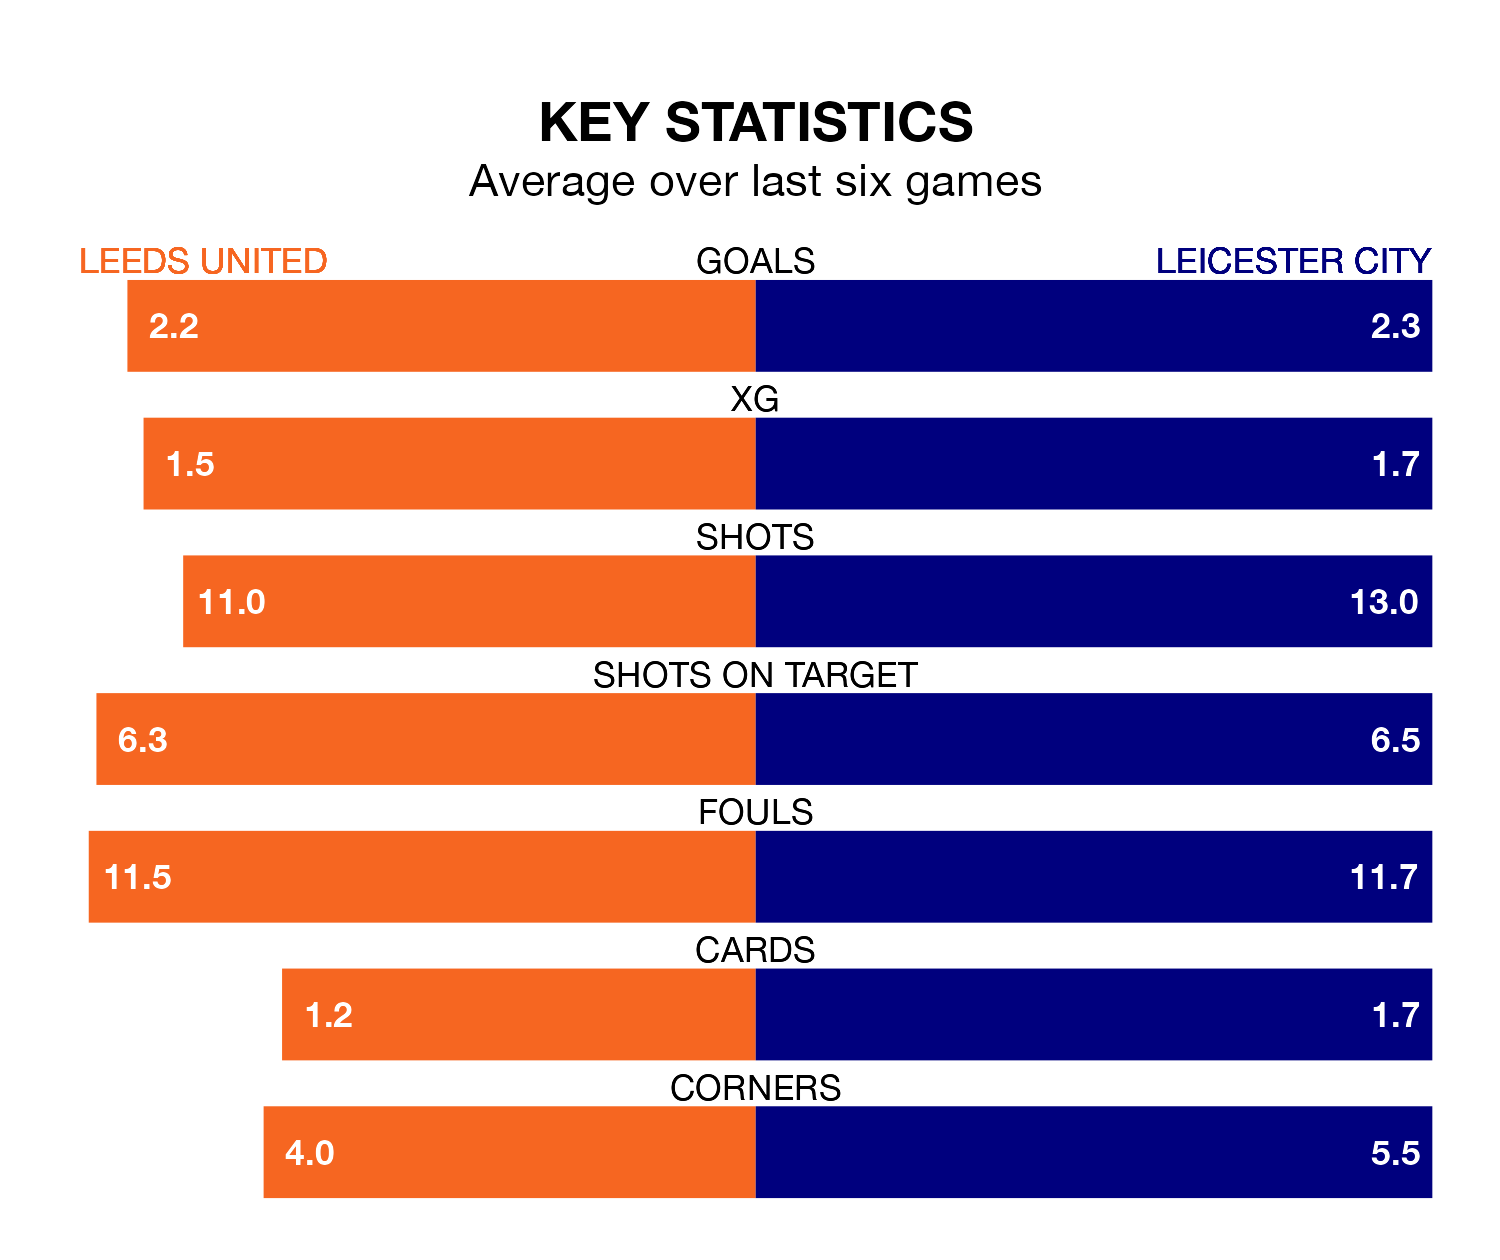 KEY STATISTICS
Average over last six games
LEEDS UNITED GOALS LEICESTER CITY
2.2 2.3
XG
1.5 1.7
SHOTS
11.0 13.0
SHOTS ON TARGET
6.3 6.5
FOULS
11.5 11.7
CARDS
1.2 1.7
CORNERS
4.0 5.5